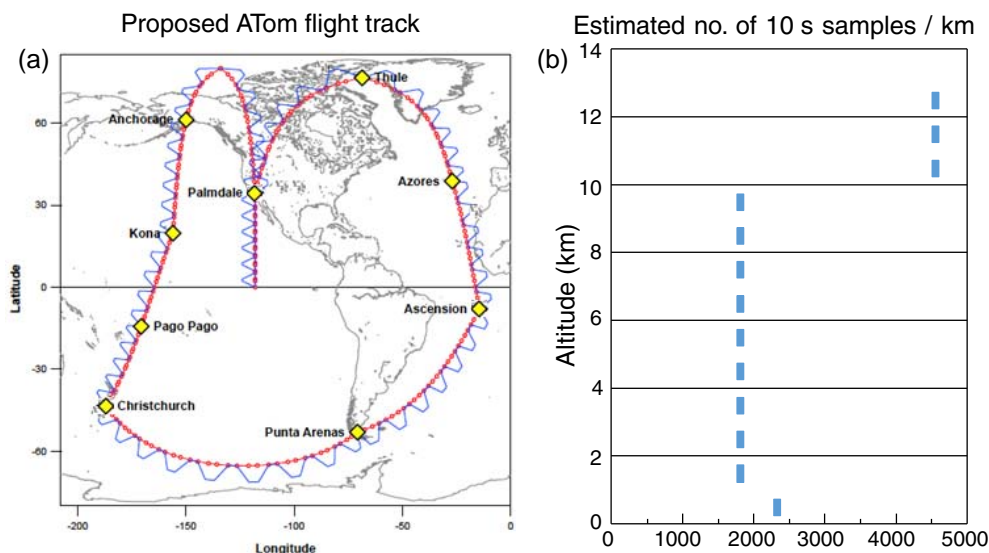 Proposed ATom flight track
Estimated no. of 10 s samples / km
(a)
Thule
Anchorage
Palmdale
Azores
Kona
Ascension
Pago Pago
Christchurch
Punta Arenas
60
30
0
-30
-60
Latitude
-200
-150
-100
-50
0
Longitude
(b)
14
12
10
8
6
4
2
0
Altitude (km)
0
1000
2000
3000
4000
5000